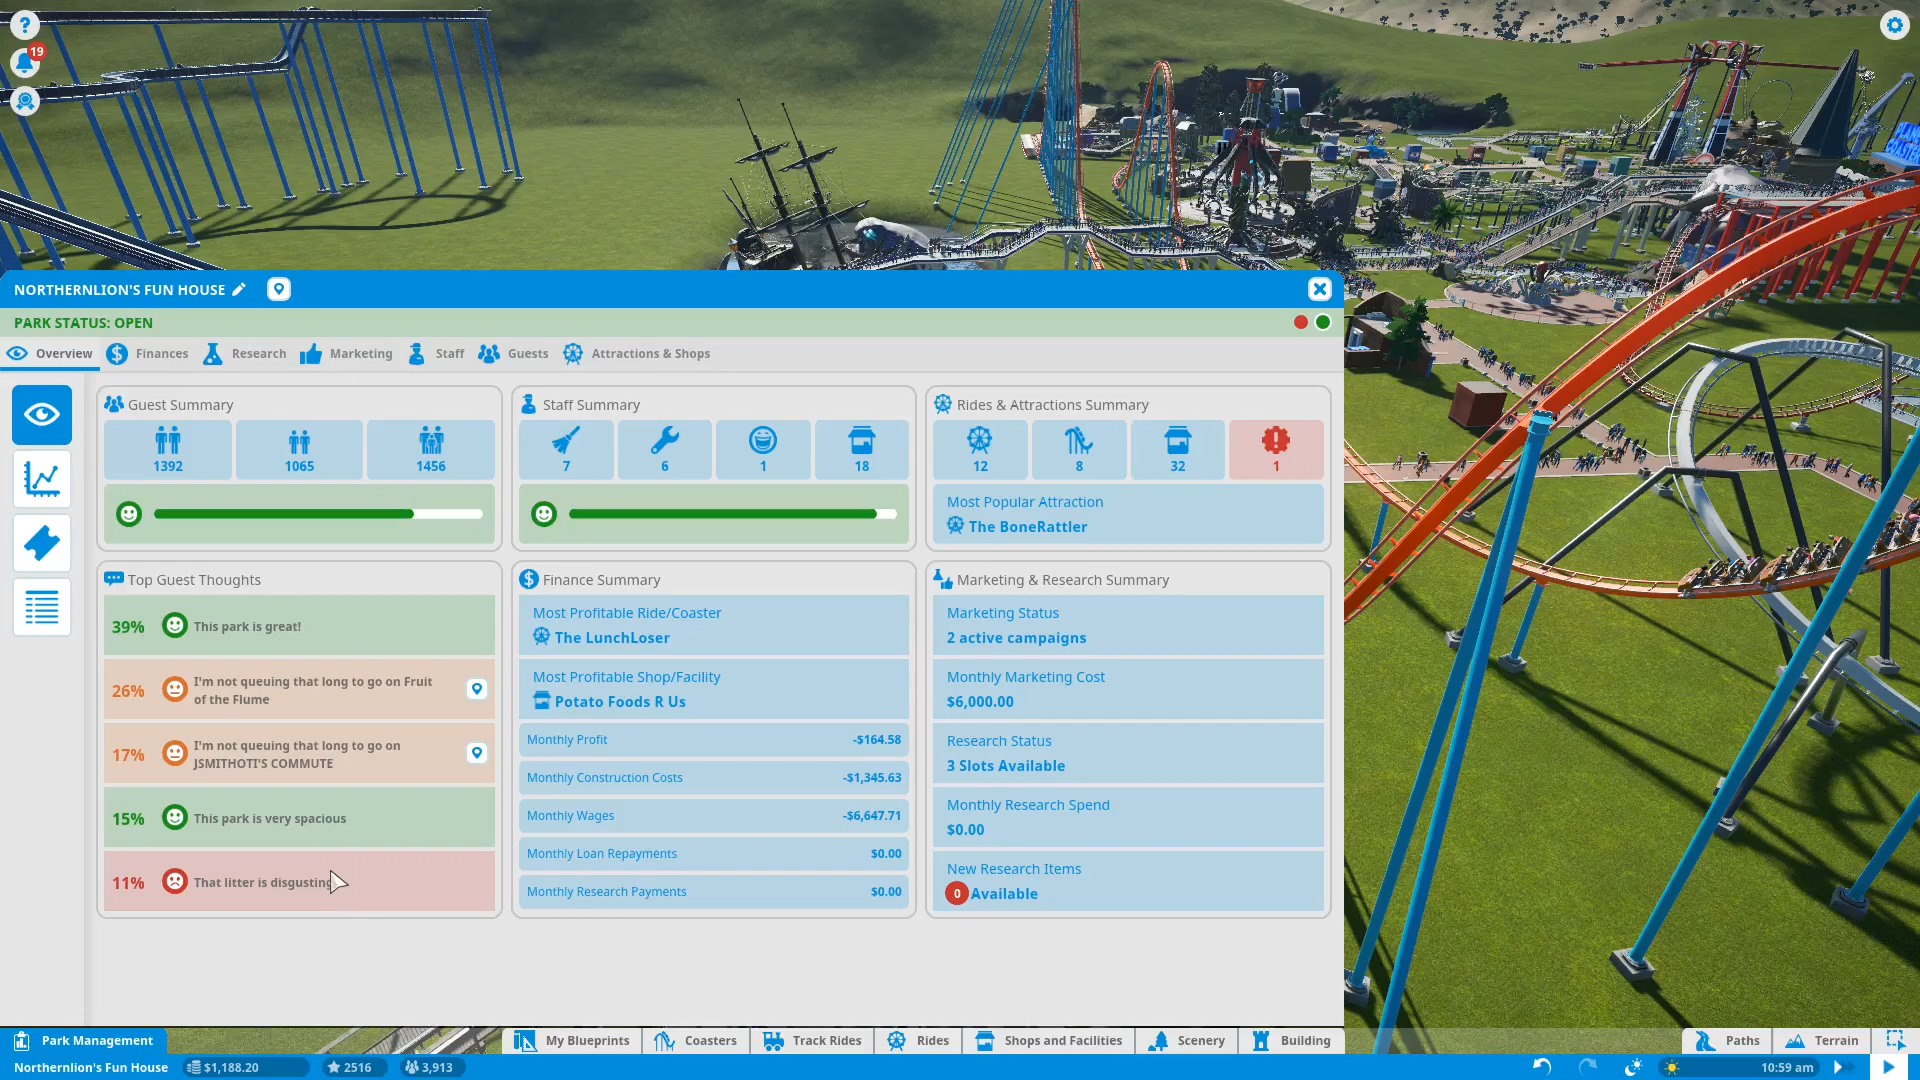 ?
19
NORTHERNLION'S FUN HOUSE
PARK STATUS: OPEN
Overview
Finances
Research
Marketing
Staff
Guests
Attractions & Shops
Guest Summary
1392
1065
1456
Staff Summary
7
6
1
18
Rides & Attractions Summary
12
8
32
1
Most Popular Attraction
The BoneRattler
Top Guest Thoughts
39%
This park is great!
26%
I'm not queuing that long to go on Fruit
of the Flume
17%
I'm not queuing that long to go on
JSMITHOTI'S COMMUTE
15%
This park is very spacious
11%
That litter is disgusting
Finance Summary
Most Profitable Ride/Coaster
The LunchLoser
Most Profitable Shop/Facility
Potato Foods R Us
Monthly Profit
-$164.58
Monthly Construction Costs
-$1,345.63
Monthly Wages
-$6,647.71
Monthly Loan Repayments
$0.00
Monthly Research Payments
$0.00
Marketing & Research Summary
Marketing Status
2 active campaigns
Monthly Marketing Cost
$6,000.00
Research Status
3 Slots Available
Monthly Research Spend
$0.00
New Research Items
0 Available
Park Management
My Blueprints
Coasters
Track Rides
Rides
Shops and Facilities
Scenery
Building
Paths
Terrain
Northernlion's Fun House
$1,188.20
2516
3,913
10:59 am